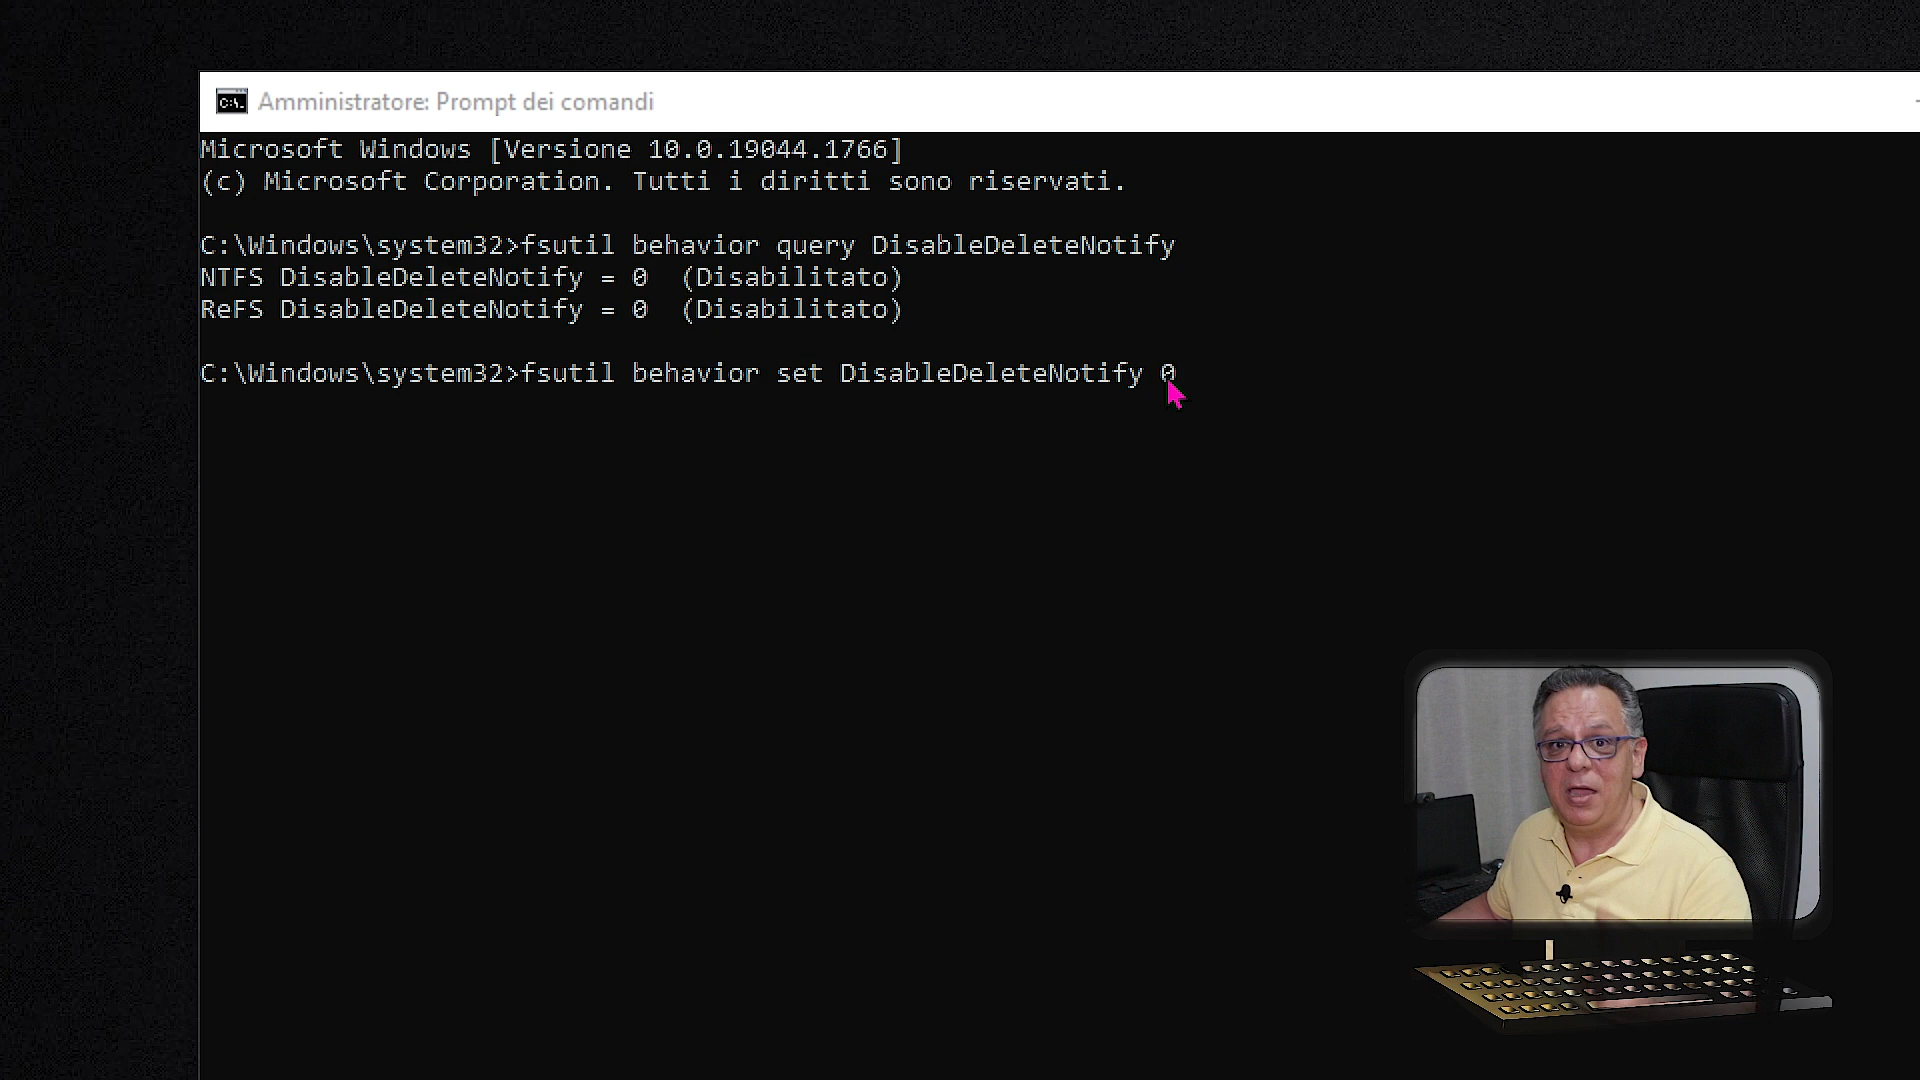 Amministratore: Prompt dei comandi
Microsoft Windows [Versione 10.0.19044.1766]
(c) Microsoft Corporation. Tutti i diritti sono riservati.
C:\Windows\system32>fsutil behavior query DisableDeleteNotify
NTFS DisableDeleteNotify = 0  (Disabilitato)
ReFS DisableDeleteNotify = 0  (Disabilitato)
C:\Windows\system32>fsutil behavior set DisableDeleteNotify 0